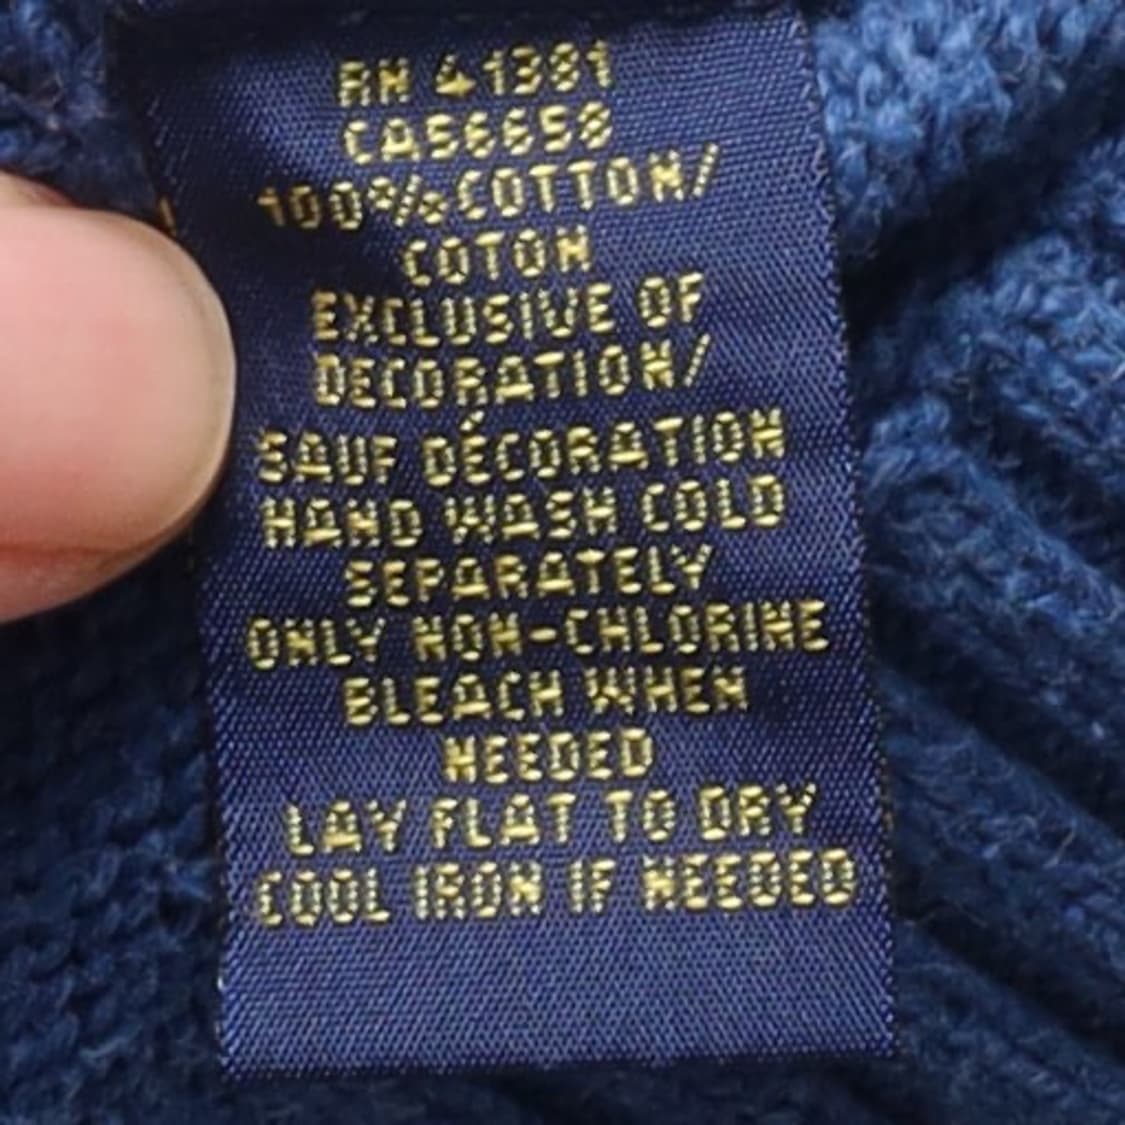 RN 41381
CA56658
100%COTTON/
COTON
EXCLUSIVE OF
DECORATION/
SAUF DÉCORATION
HAND WASH COLD
SEPARATELY
ONLY NON-CHLORINE
BLEACH WHEN
NEEDED
LAY FLAT TO DRY
COOL IRON IF NEEDED